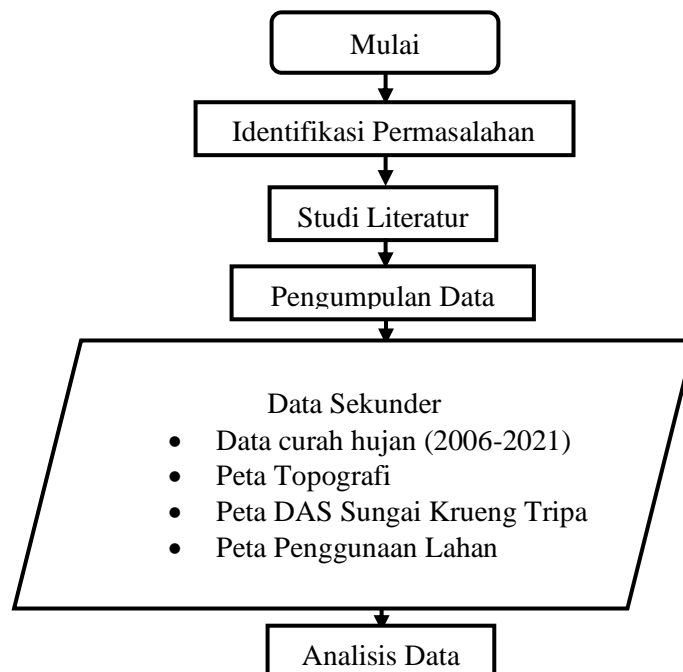 Mulai
Identifikasi Permasalahan
Studi Literatur
Pengumpulan Data
Data Sekunder
• Data curah hujan (2006-2021)
• Peta Topografi
• Peta DAS Sungai Krueng Tripa
• Peta Penggunaan Lahan
Analisis Data